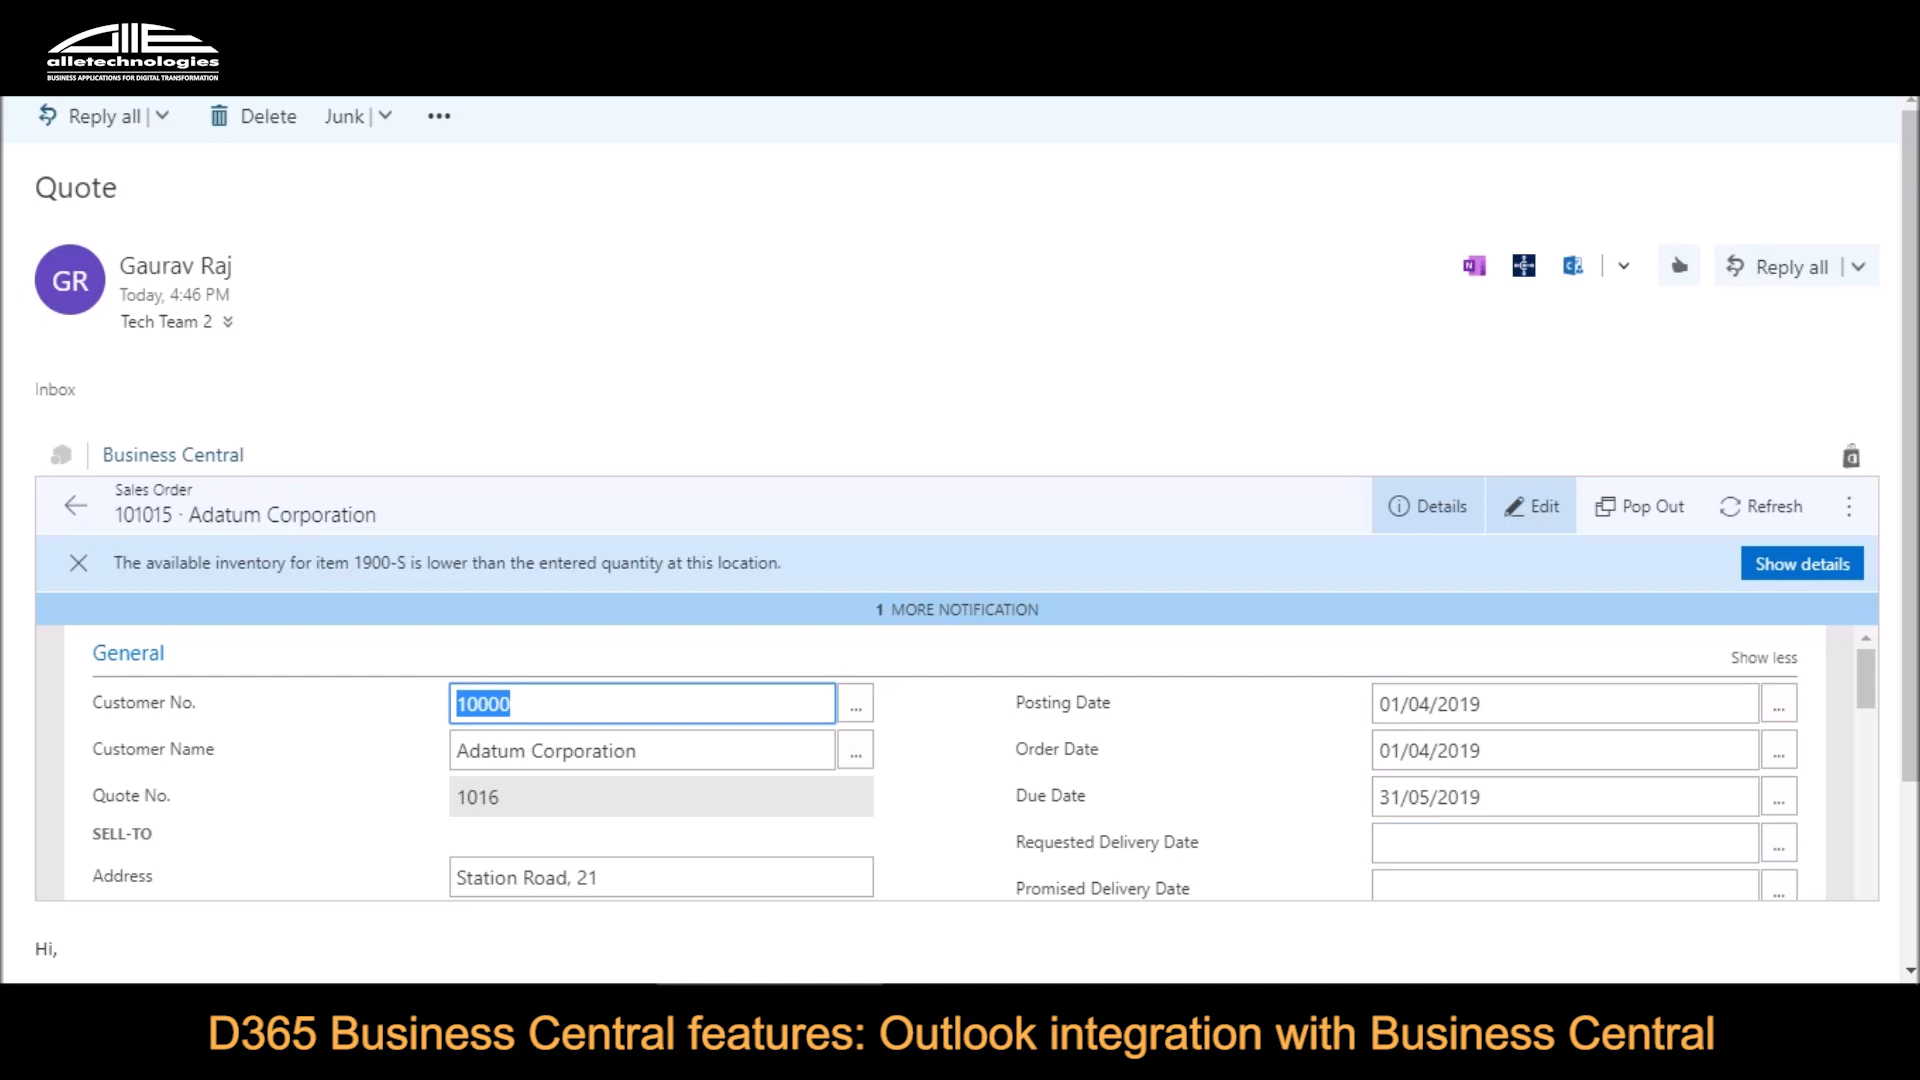 alletechnologies
BUSINESS APPLICATIONS FOR DIGITAL TRANSFORMATION
Reply all | Delete Junk | •••
Quote
GR
Gaurav Raj
Today, 4:46 PM
Tech Team 2
Reply all
Inbox
Business Central
Sales Order
101015 · Adatum Corporation
Details Edit Pop Out Refresh
The available inventory for item 1900-S is lower than the entered quantity at this location.
Show details
1 MORE NOTIFICATION
General
Show less
Customer No. 10000 ...
Posting Date 01/04/2019 ...
Customer Name Adatum Corporation ...
Order Date 01/04/2019 ...
Quote No. 1016
Due Date 31/05/2019 ...
SELL-TO
Requested Delivery Date ...
Address Station Road, 21
Promised Delivery Date ...
Hi,
D365 Business Central features: Outlook integration with Business Central